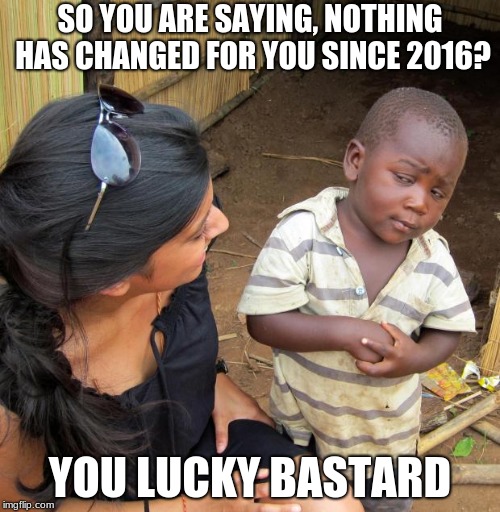 SO YOU ARE SAYING, NOTHING
HAS CHANGED FOR YOU SINCE 2016?
YOU LUCKY BASTARD
imgflip.com